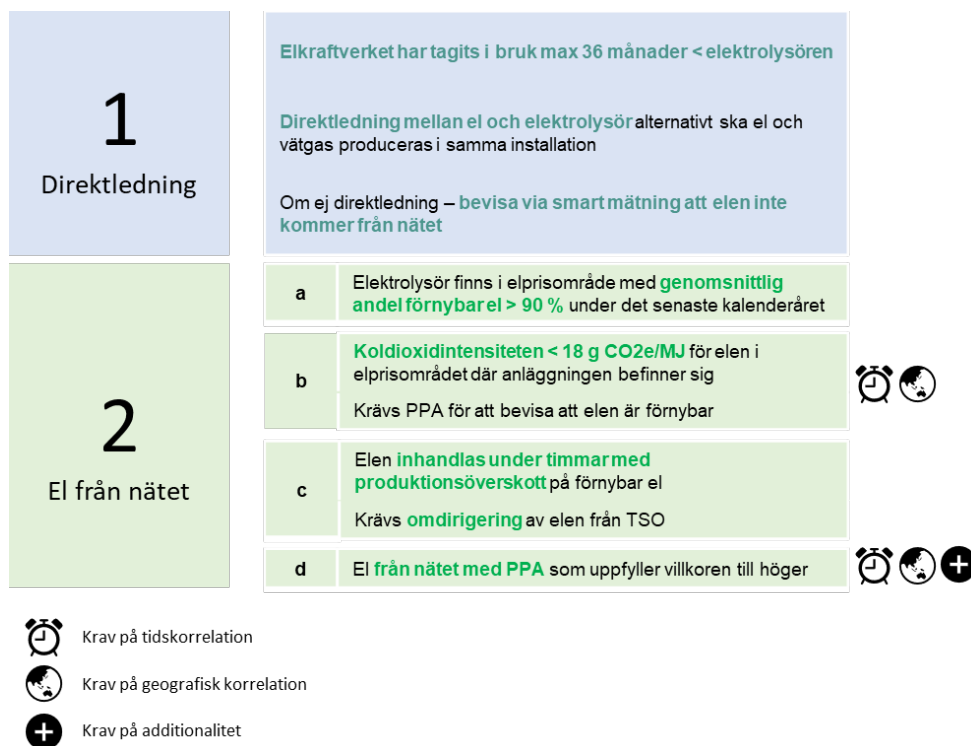 1
Direktledning
Elkraftverket har tagits i bruk max 36 månader < elektrolysören
Direktledning mellan el och elektrolysör alternativt ska el och
vätgas produceras i samma installation
Om ej direktledning – bevisa via smart mätning att elen inte
kommer från nätet
2
El från nätet
a
Elektrolysör finns i elprisområde med genomsnittlig
andel förnybar el > 90 % under det senaste kalenderåret
b
Koldioxidintensiteten < 18 g CO2e/MJ för elen i
elprisområdet där anläggningen befinner sig
Krävs PPA för att bevisa att elen är förnybar
c
Elen inhandlas under timmar med
produktionsöverskott på förnybar el
Krävs omdirigering av elen från TSO
d
El från nätet med PPA som uppfyller villkoren till höger
Krav på tidskorrelation
Krav på geografisk korrelation
Krav på additionalitet